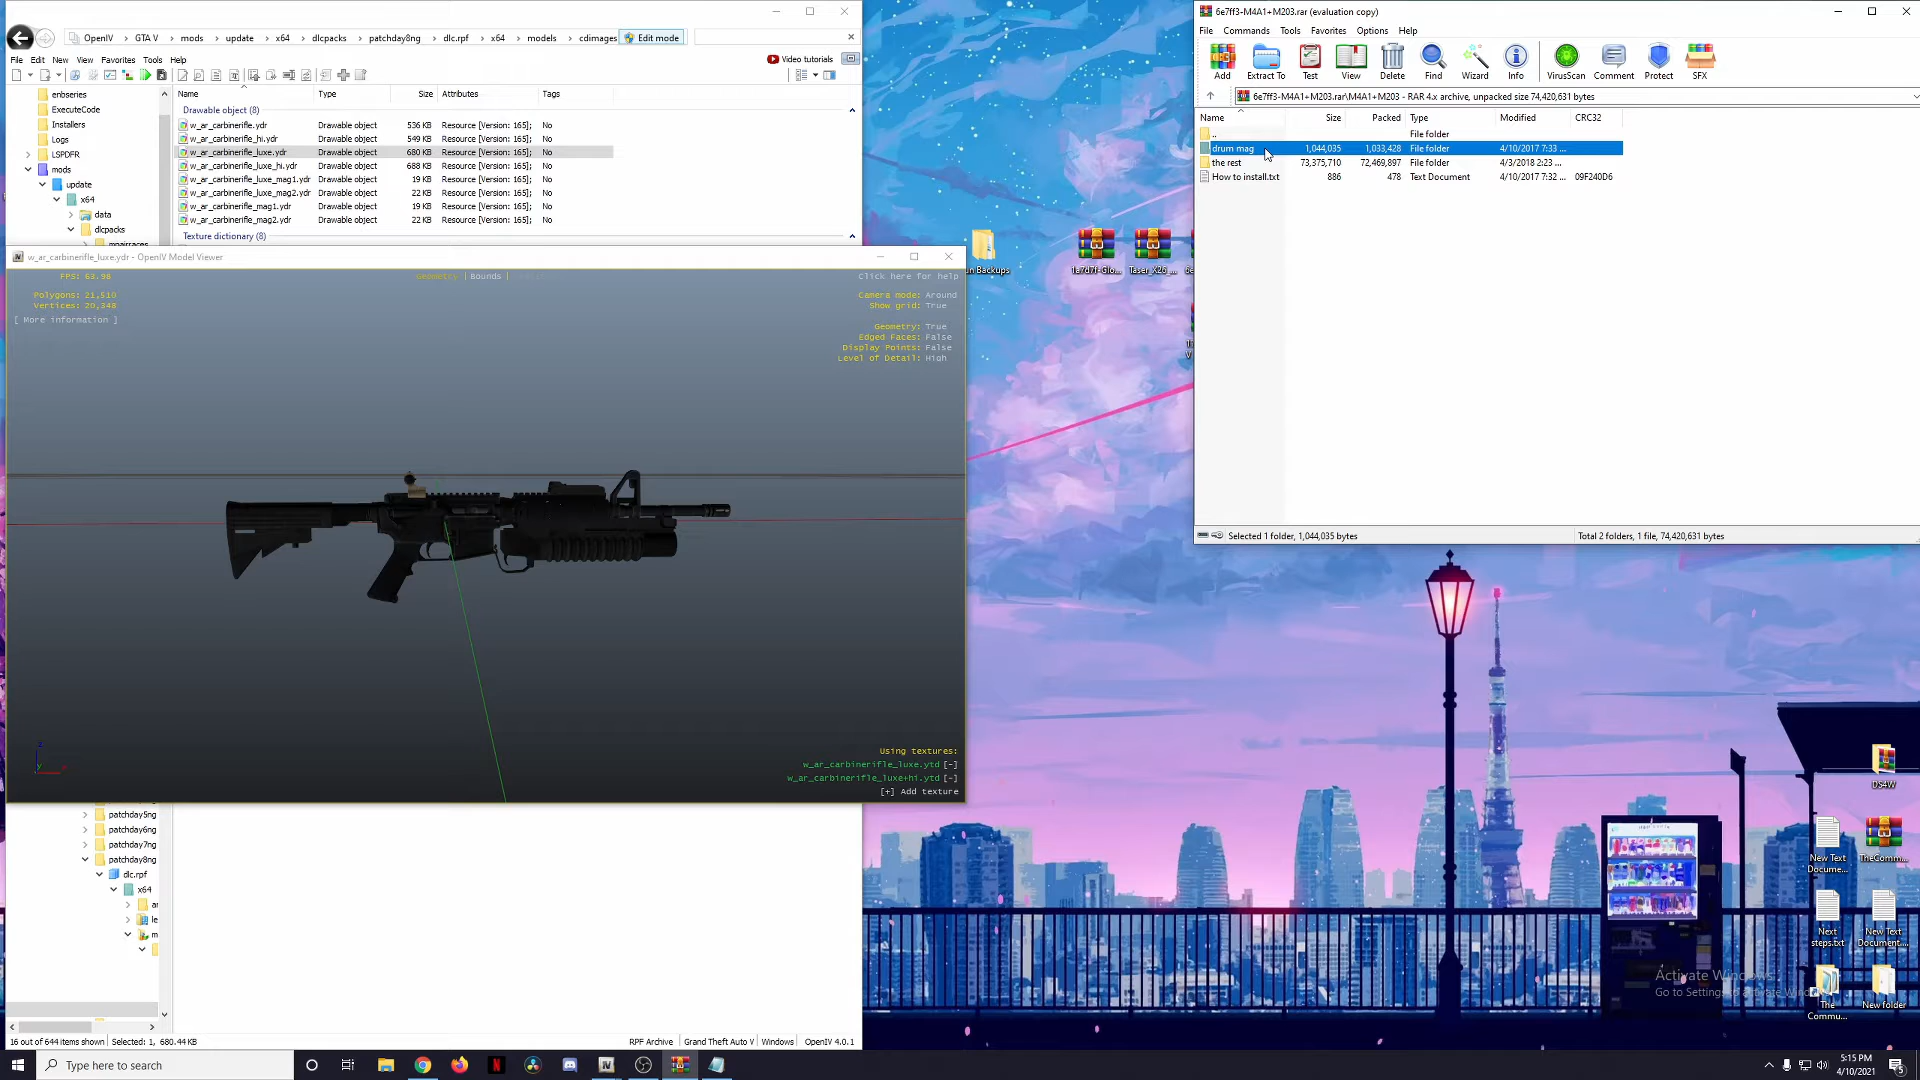 OpenIV › GTA V › mods › update › x64 › dlcpacks › patchday8ng › dlc.rpf › x64 › models › cdimages Edit mode
File Edit New View Favorites Tools Help
Video tutorials
enbseries
ExecuteCode
Installers
Logs
LSPDFR
mods
update
x64
data
dlcpacks
mpairraces
Name Type Size Attributes Tags
Drawable object (8)
w_ar_carbinerifle.ydr Drawable object 536 KB Resource [Version: 165]; No
w_ar_carbinerifle_hi.ydr Drawable object 549 KB Resource [Version: 165]; No
w_ar_carbinerifle_luxe.ydr Drawable object 680 KB Resource [Version: 165]; No
w_ar_carbinerifle_luxe_hi.ydr Drawable object 688 KB Resource [Version: 165]; No
w_ar_carbinerifle_luxe_mag1.ydr Drawable object 19 KB Resource [Version: 165]; No
w_ar_carbinerifle_luxe_mag2.ydr Drawable object 22 KB Resource [Version: 165]; No
w_ar_carbinerifle_mag1.ydr Drawable object 19 KB Resource [Version: 165]; No
w_ar_carbinerifle_mag2.ydr Drawable object 22 KB Resource [Version: 165]; No
Texture dictionary (8)
w_ar_carbinerifle_luxe.ydr - OpenIV Model Viewer
FPS: 63.98
Polygons: 21,510
Vertices: 20,348
[ More information ]
Geometry | Bounds |
Click here for help
Camera mode: Around
Show grid: True
Geometry: True
Edged Faces: False
Display Points: False
Level of Detail: High
Using textures:
w_ar_carbinerifle_luxe.ytd [-]
w_ar_carbinerifle_luxe+hi.ytd [-]
[+] Add texture
patchday5ng
patchday6ng
patchday7ng
patchday8ng
dlc.rpf
x64
16 out of 644 items shown Selected: 1, 680.44 KB
RPF Archive Grand Theft Auto V Windows OpenIV 4.0.1
6e7ff3-M4A1+M203.rar (evaluation copy)
File Commands Tools Favorites Options Help
Add Extract To Test View Delete Find Wizard Info VirusScan Comment Protect SFX
6e7ff3-M4A1+M203.rar\M4A1+M203 - RAR 4.x archive, unpacked size 74,420,631 bytes
Name Size Packed Type Modified CRC32
.. File folder
drum mag 1,044,035 1,033,428 File folder 4/10/2017 7:33 ...
the rest 73,375,710 72,469,897 File folder 4/3/2018 2:23 ...
How to install.txt 886 478 Text Document 4/10/2017 7:32 ... 09F240D6
Selected 1 folder, 1,044,035 bytes
Total 2 folders, 1 file, 74,420,631 bytes
un Backups
1a7d7f-Glo...
Taser_X26_...
DS4W
New Text Docume...
TheComm...
Next steps.txt
New Text Document...
The Commu...
New folder
Activate Windows
Go to Settings to activate Windows.
Type here to search
5:15 PM
4/10/2021
5